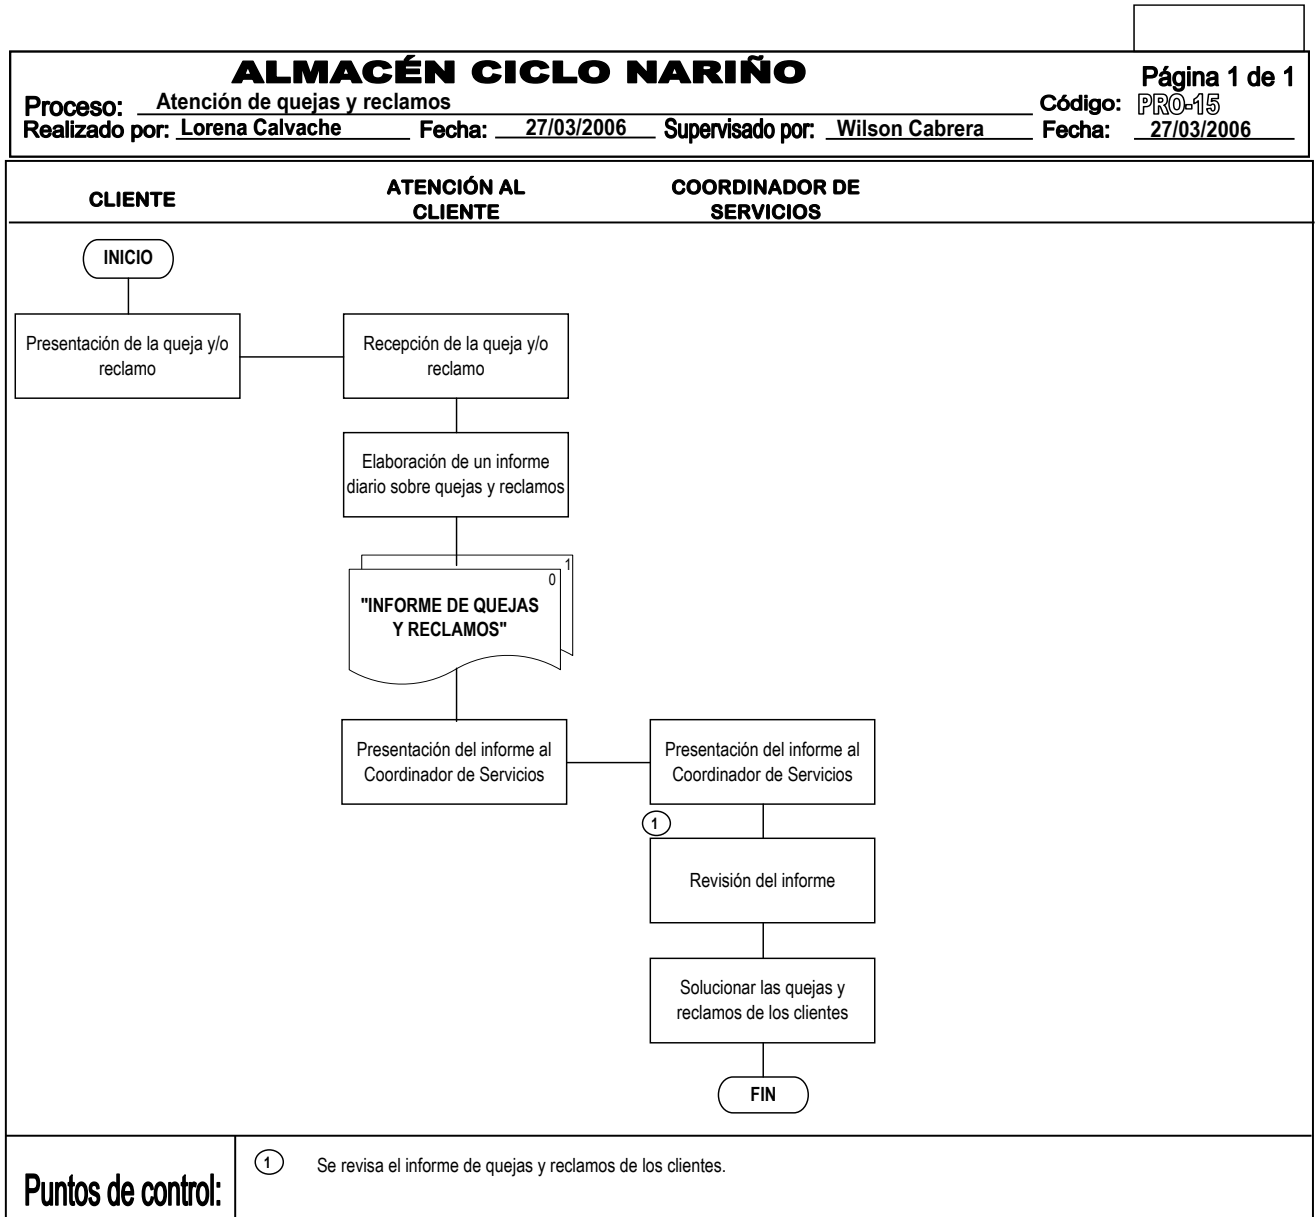 ALMACÉN CICLO NARIÑO
Página 1 de 1
Proceso: Atención de quejas y reclamos Código: PRO-15
Realizado por: Lorena Calvache Fecha: 27/03/2006 Supervisado por: Wilson Cabrera Fecha: 27/03/2006
CLIENTE
ATENCIÓN AL
CLIENTE
COORDINADOR DE
SERVICIOS
INICIO
Presentación de la queja y/o
reclamo
Recepción de la queja y/o
reclamo
Elaboración de un informe
diario sobre quejas y reclamos
1
0
"INFORME DE QUEJAS
Y RECLAMOS"
Presentación del informe al
Coordinador de Servicios
Presentación del informe al
Coordinador de Servicios
1
Revisión del informe
Solucionar las quejas y
reclamos de los clientes
FIN
Puntos de control:
1 Se revisa el informe de quejas y reclamos de los clientes.